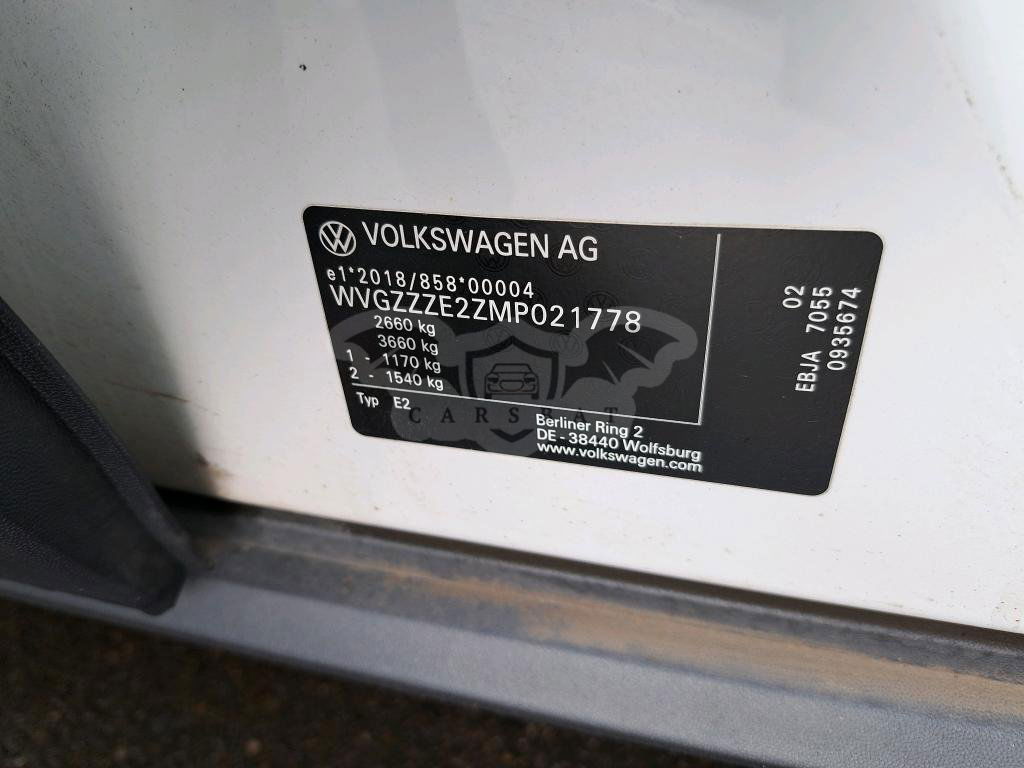 VOLKSWAGEN AG
e1*2018/858*00004
WVGZZZE2ZMP021778
2660 kg
3660 kg
1 - 1170 kg
2 - 1540 kg
Typ E2
Berliner Ring 2
DE - 38440 Wolfsburg
www.volkswagen.com
02
EBJA 7055
0935674
CARSBAT